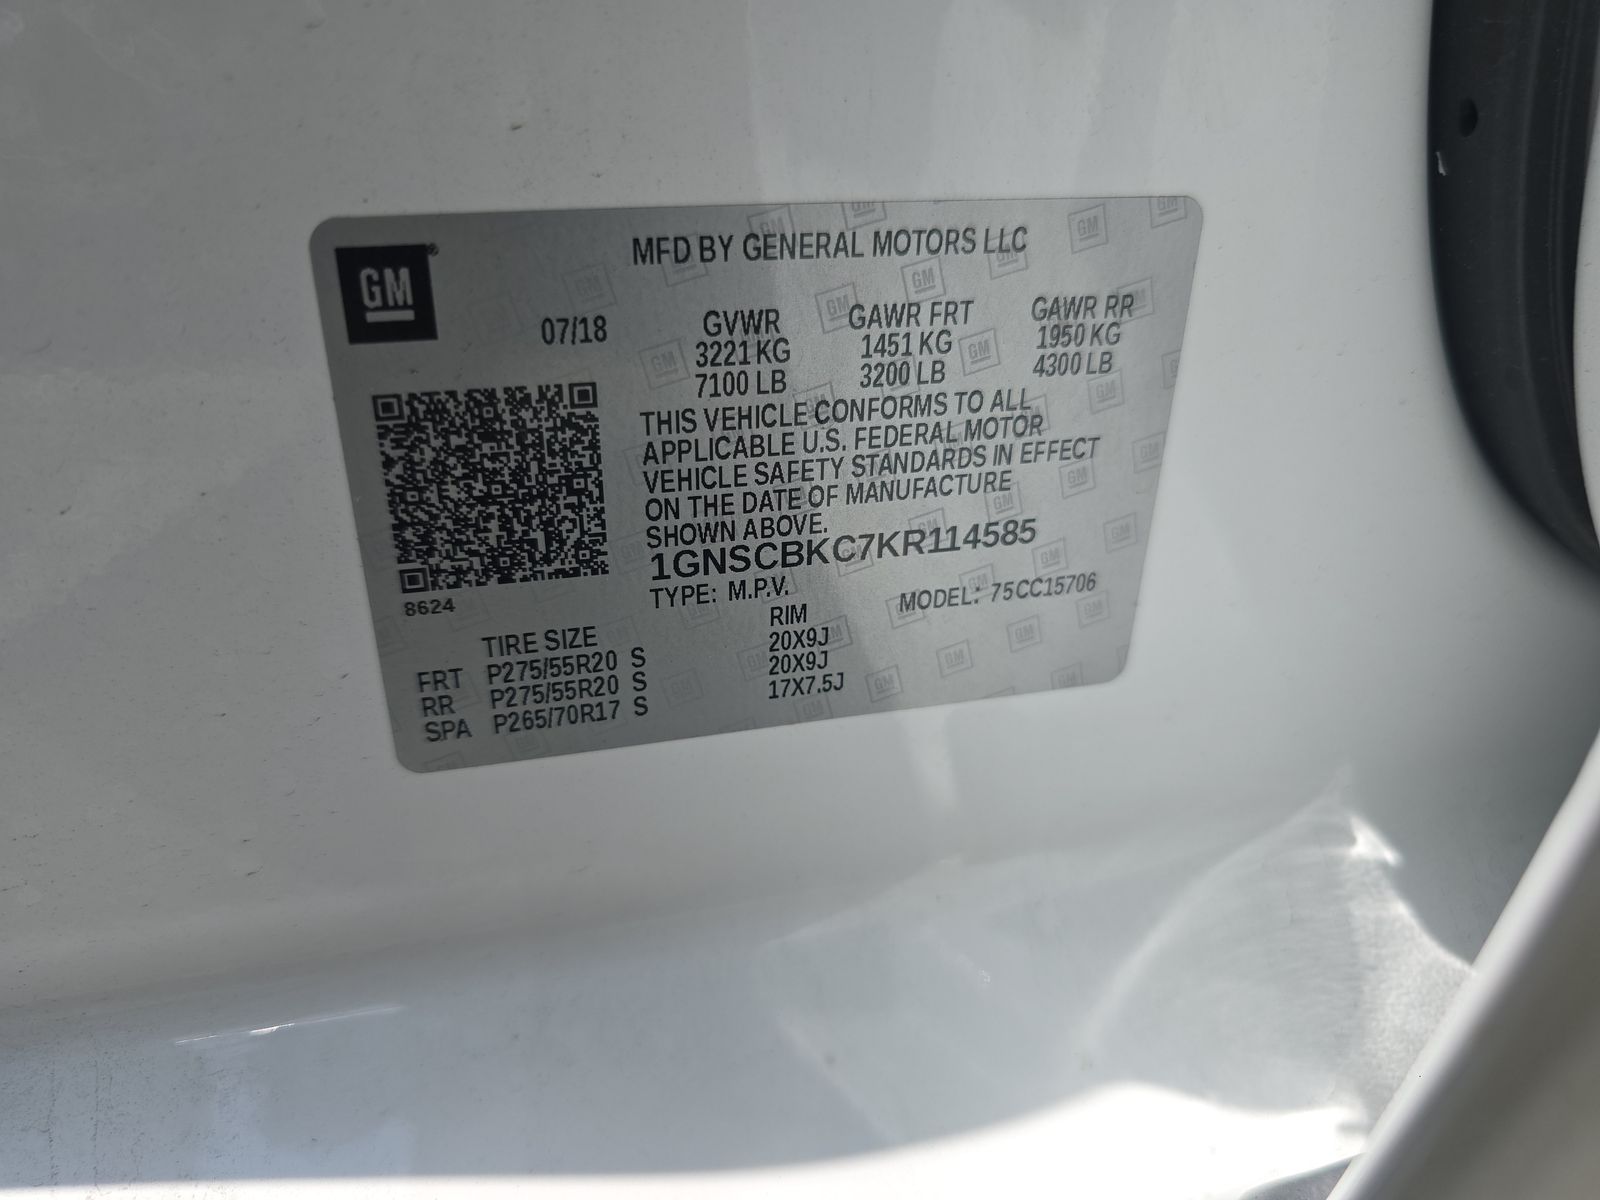 GM
MFD BY GENERAL MOTORS LLC
07/18
GVWR GAWR FRT GAWR RR
3221 KG 1451 KG 1950 KG
7100 LB 3200 LB 4300 LB
THIS VEHICLE CONFORMS TO ALL
APPLICABLE U.S. FEDERAL MOTOR
VEHICLE SAFETY STANDARDS IN EFFECT
ON THE DATE OF MANUFACTURE
SHOWN ABOVE.
1GNSCBKC7KR114585
TYPE: M.P.V. MODEL: 75CC15706
8624
TIRE SIZE RIM
FRT P275/55R20 S 20X9J
RR P275/55R20 S 20X9J
SPA P265/70R17 S 17X7.5J